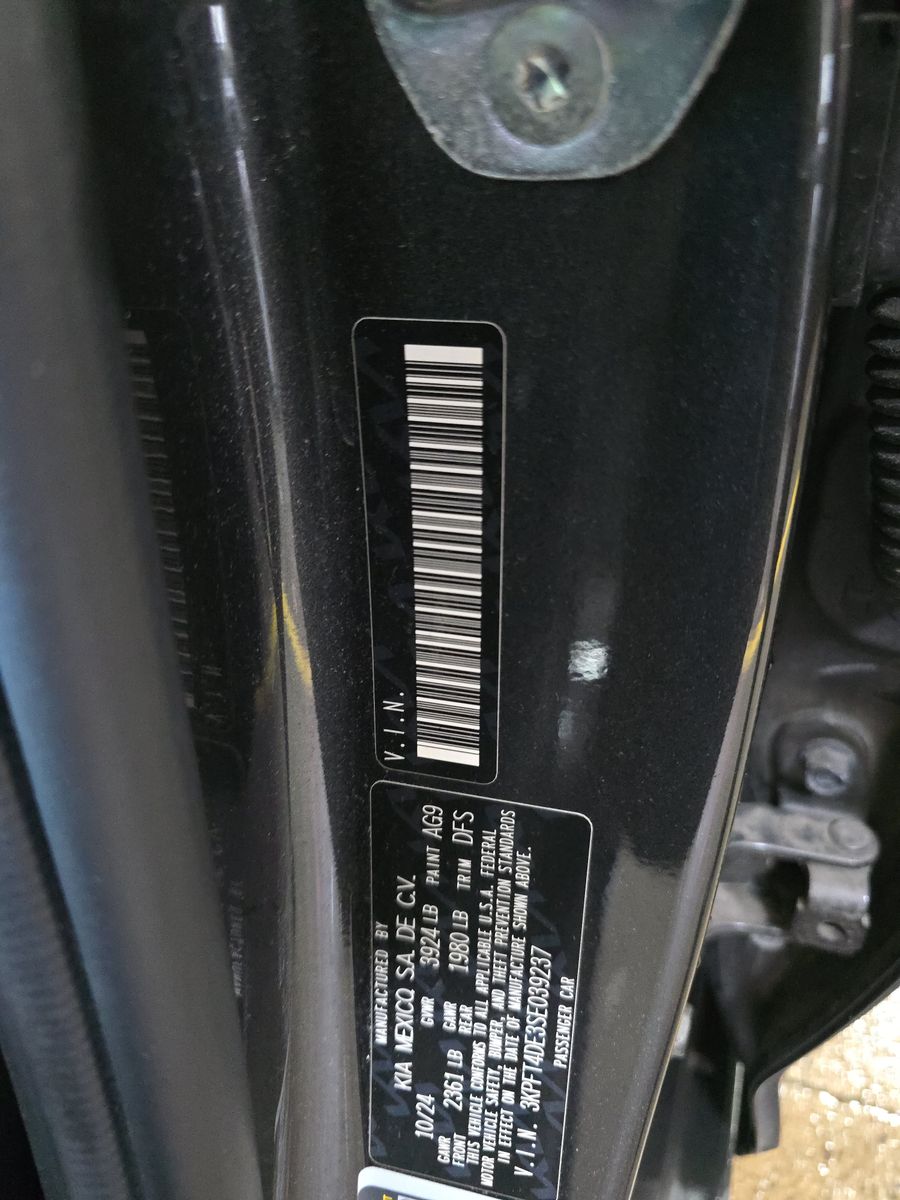 V.I.N.
MANUFACTURED BY
KIA MEXICO S.A. DE C.V.
10/24 GVWR 3924 LB PAINT AG9
GAWR FRONT 2361 LB GAWR REAR 1980 LB TRIM DFS
THIS VEHICLE CONFORMS TO ALL APPLICABLE U.S.A. FEDERAL
MOTOR VEHICLE SAFETY, BUMPER, AND THEFT PREVENTION STANDARDS
IN EFFECT ON THE DATE OF MANUFACTURE SHOWN ABOVE.
V.I.N. 3KPFT4DE3SE039237
PASSENGER CAR